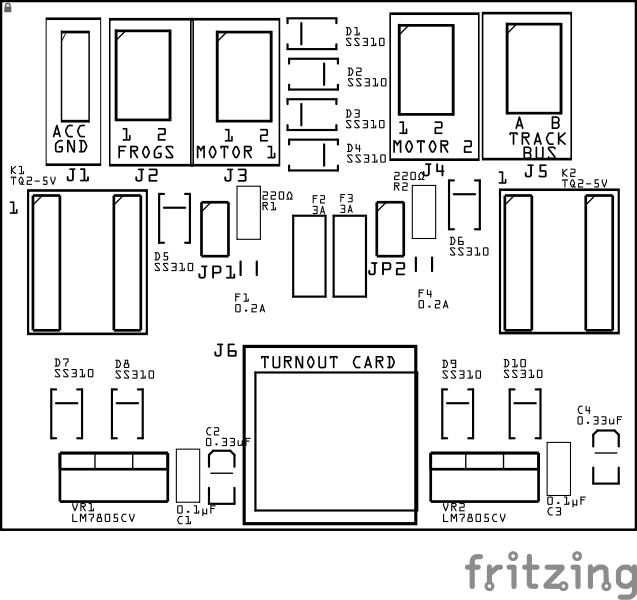 D1
SS310
D2
SS310
D3
SS310
D4
SS310
ACC
GND
J1
1 2
FROGS
J2
1 2
MOTOR 1
J3
1 2
MOTOR 2
J4
A B
TRACK
BUS
J5
K1
TQ2-5V
1
D5
SS310
JP1
220Ω
R1
F1
0.2A
F2
3A
F3
3A
JP2
220Ω
R2
F4
0.2A
D6
SS310
1
K2
TQ2-5V
J6
TURNOUT CARD
D7
SS310
D8
SS310
D9
SS310
D10
SS310
VR1
LM7805CV
0.1µF
C1
C2
0.33uF
VR2
LM7805CV
0.1µF
C3
C4
0.33uF
fritzing